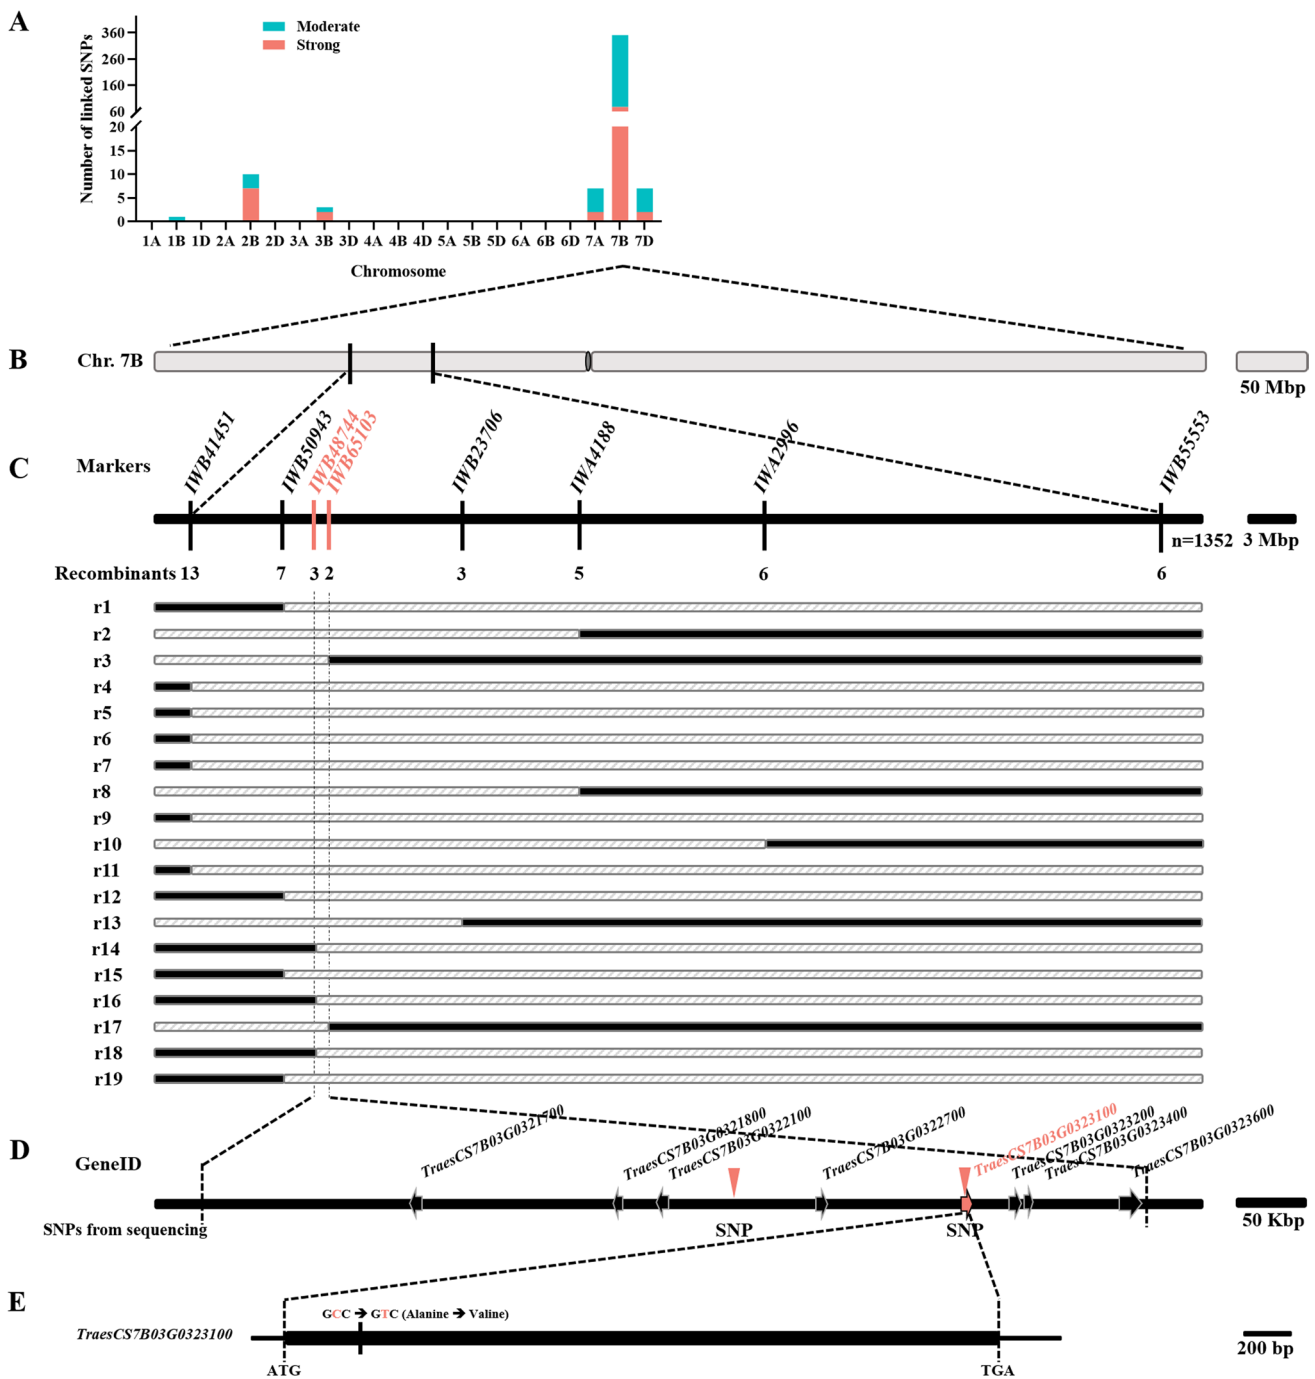 A
Moderate
Strong
Number of linked SNPs
360
260
160
60
20
15
10
5
0
1A 1B 1D 2A 2B 2D 3A 3B 3D 4A 4B 4D 5A 5B 5D 6A 6B 6D 7A 7B 7D
Chromosome
B
Chr. 7B
50 Mbp
C
Markers
IWB41451
IWB50943
IWB48744
IWB65103
IWB23706
IWA4188
IWA2996
IWB55553
n=1352
3 Mbp
Recombinants 13 7 3 2 3 5 6 6
r1
r2
r3
r4
r5
r6
r7
r8
r9
r10
r11
r12
r13
r14
r15
r16
r17
r18
r19
D
GeneID
TraesCS7B03G0321700
TraesCS7B03G0321800
TraesCS7B03G0322100
TraesCS7B03G0322700
TraesCS7B03G0323100
TraesCS7B03G0323200
TraesCS7B03G0323400
TraesCS7B03G0323600
SNPs from sequencing
SNP
SNP
50 Kbp
E
GCC ➔ GTC (Alanine ➔ Valine)
TraesCS7B03G0323100
ATG
TGA
200 bp